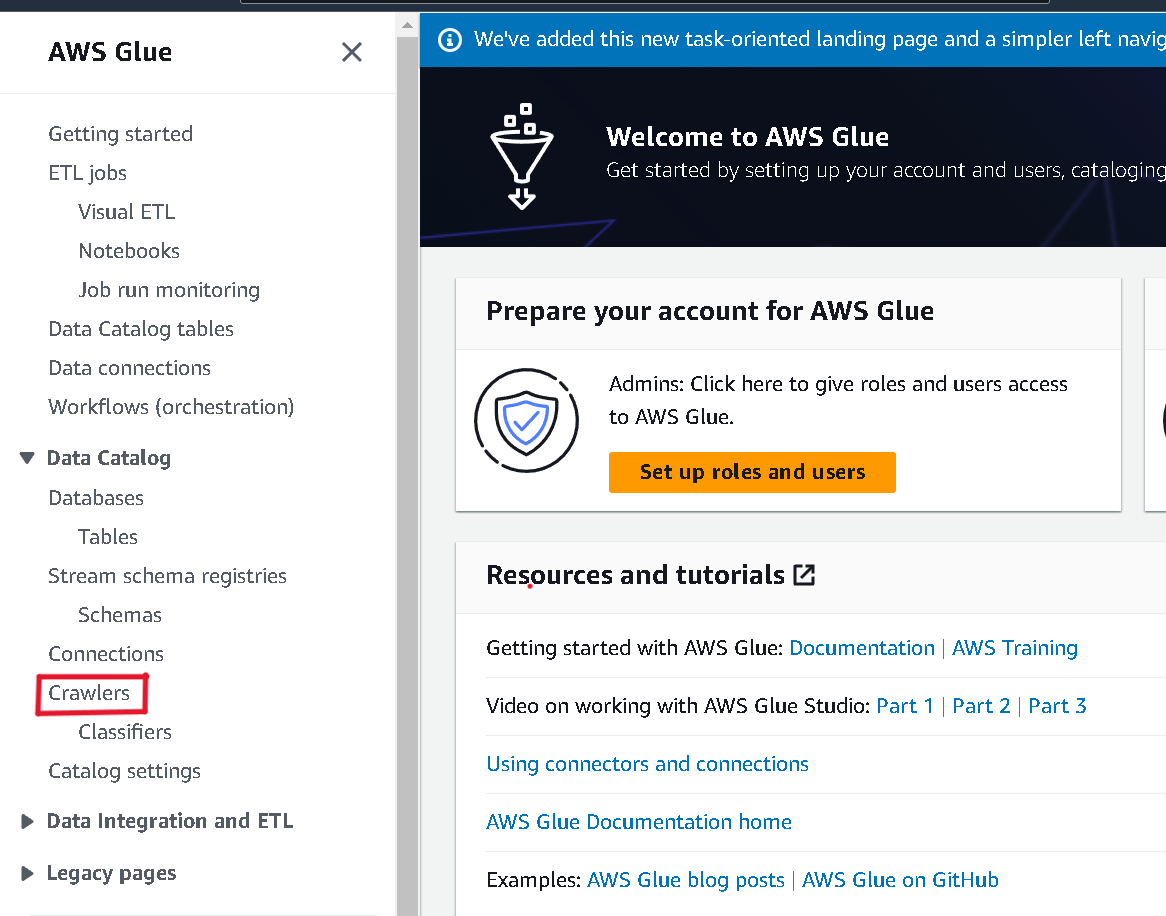 AWS Glue
Getting started
ETL jobs
Visual ETL
Notebooks
Job run monitoring
Data Catalog tables
Data connections
Workflows (orchestration)
Data Catalog
Databases
Tables
Stream schema registries
Schemas
Connections
Crawlers
Classifiers
Catalog settings
Data Integration and ETL
Legacy pages
We've added this new task-oriented landing page and a simpler left navig
Welcome to AWS Glue
Get started by setting up your account and users, cataloging
Prepare your account for AWS Glue
Admins: Click here to give roles and users access
to AWS Glue.
Set up roles and users
Resources and tutorials
Getting started with AWS Glue: Documentation | AWS Training
Video on working with AWS Glue Studio: Part 1 | Part 2 | Part 3
Using connectors and connections
AWS Glue Documentation home
Examples: AWS Glue blog posts | AWS Glue on GitHub